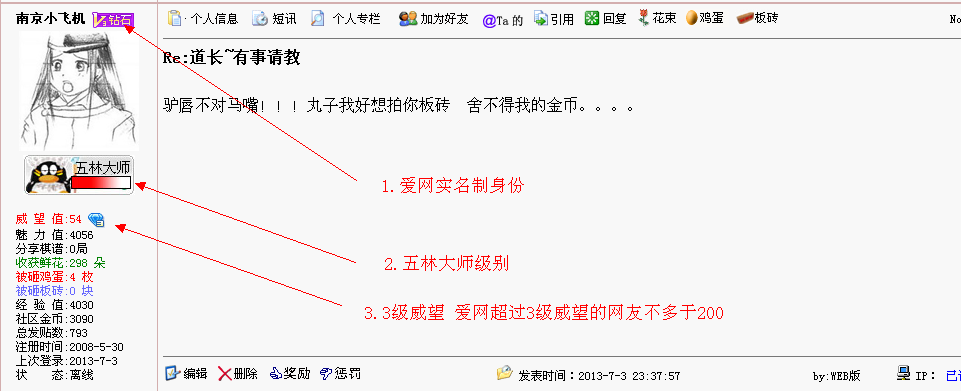 南京小飞机 V钻石
个人信息 短讯 个人专栏 加为好友 @Ta 的 引用 回复 花束 鸡蛋 板砖 No
Re:道长~有事请教
驴唇不对马嘴！！！丸子我好想拍你板砖 舍不得我的金币。。。。
五林大师
1.爱网实名制身份
2.五林大师级别
3.3级威望 爱网超过3级威望的网友不多于200
威 望 值:54
魅 力 值:4056
分享棋谱:0局
收获鲜花:298 朵
被砸鸡蛋:4 枚
被砸板砖:0 块
经 验 值:4030
社区金币:3090
总发贴数:793
注册时间:2008-5-30
上次登录:2013-7-3
状 态:离线
编辑 删除 奖励 惩罚 发表时间：2013-7-3 23:37:57 by:WEB版 IP：